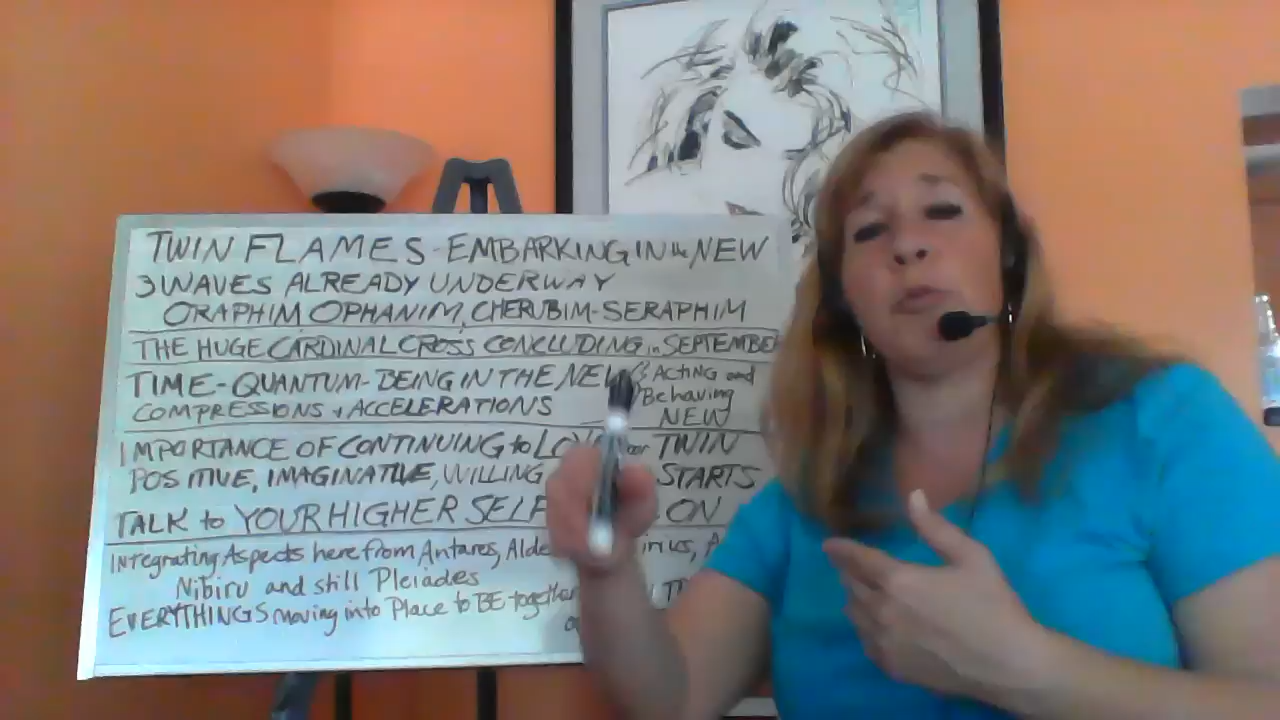 TWIN FLAMES - EMBARKING IN the NEW
3 WAVES ALREADY UNDERWAY
ORAPHIM, OPHANIM, CHERUBIM-SERAPHIM
THE HUGE CARDINAL CROSS CONCLUDING in SEPTEMBER
TIME-QUANTUM-BEING IN THE NEW
COMPRESSIONS + ACCELERATIONS
Acting and
Behaving
NEW
IMPORTANCE OF CONTINUING to TWIN
POSITIVE, IMAGINATIVE, WILLING STARTS
TALK to YOUR HIGHER SELF ON
Integrating Aspects here from Antares,
Nibiru and still Pleiades
EVERYTHINGS moving into Place to BE together